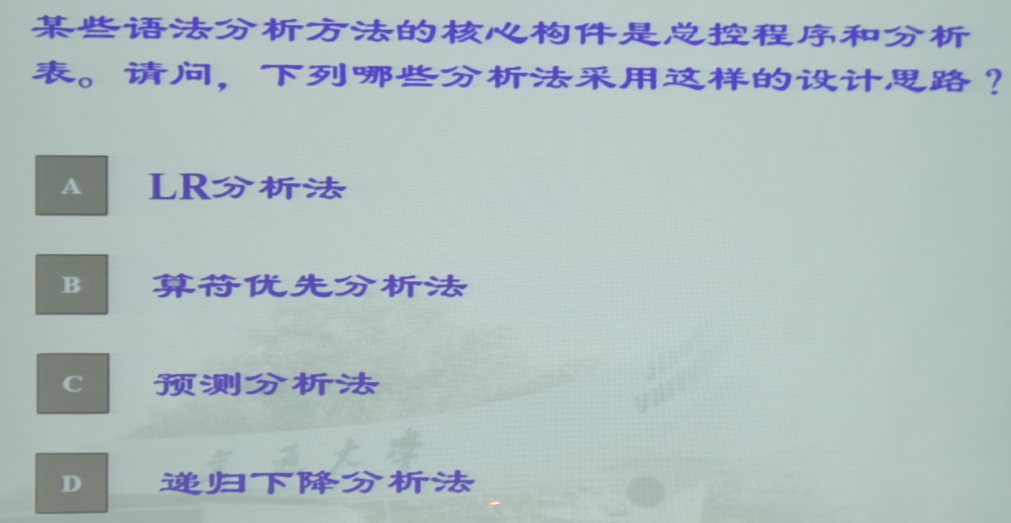 某些语法分析方法的核心构件是总控程序和分析
表。请问，下列哪些分析法采用这样的设计思路？
A LR分析法
B 算符优先分析法
C 预测分析法
D 递归下降分析法